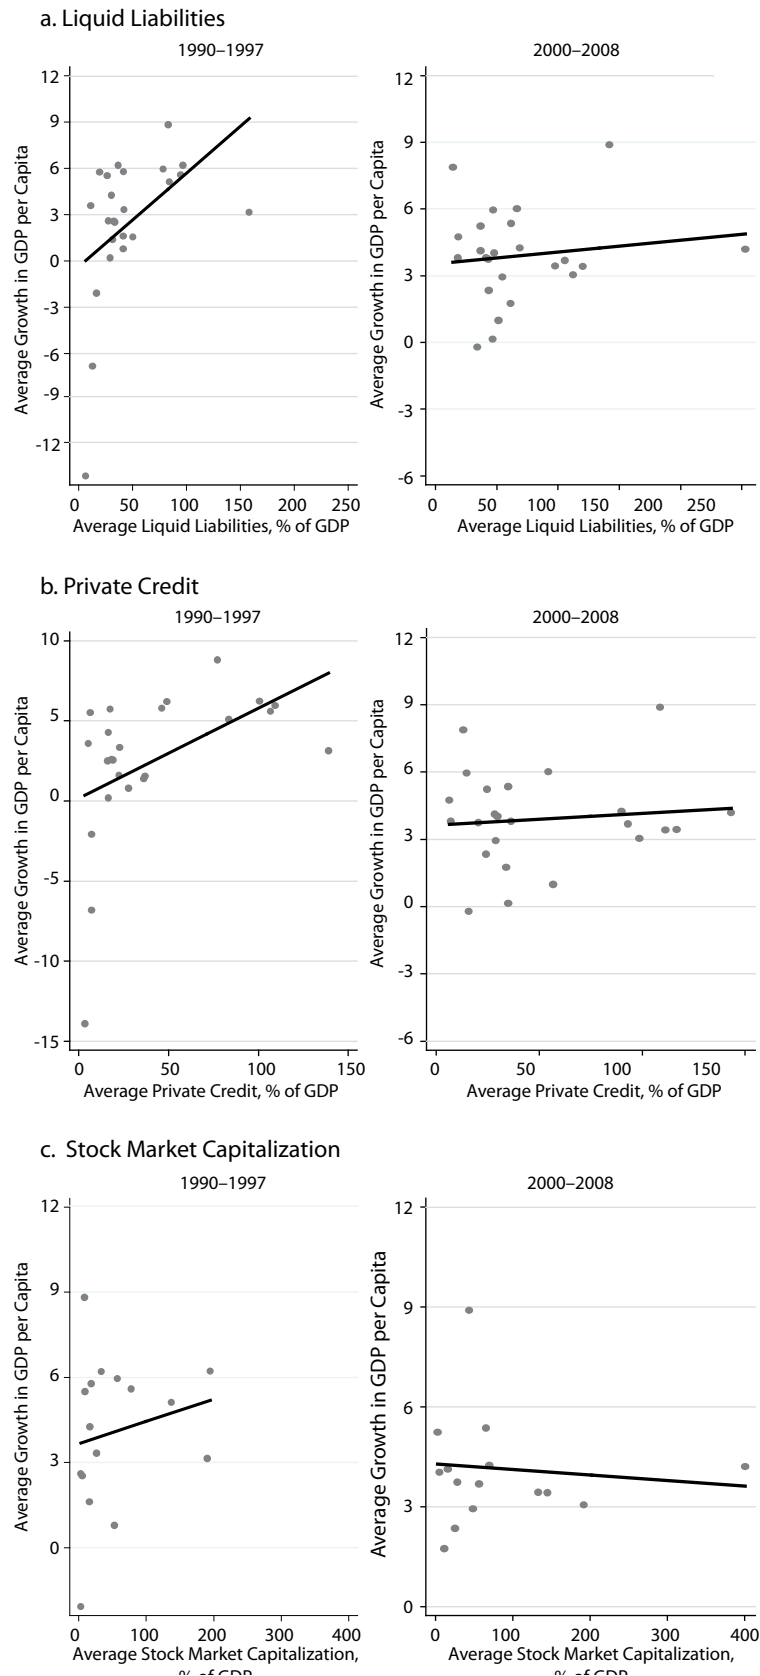 a. Liquid Liabilities
1990–1997
12
9
6
3
0
-3
-6
-9
-12
Average Growth in GDP per Capita
0 50 100 150 200 250
Average Liquid Liabilities, % of GDP
2000–2008
12
9
6
3
0
-3
-6
Average Growth in GDP per Capita
0 50 100 150 200 250
Average Liquid Liabilities, % of GDP
b. Private Credit
1990–1997
10
5
0
-5
-10
-15
Average Growth in GDP per Capita
0 50 100 150
Average Private Credit, % of GDP
2000–2008
12
9
6
3
0
-3
-6
Average Growth in GDP per Capita
0 50 100 150
Average Private Credit, % of GDP
c. Stock Market Capitalization
1990–1997
12
9
6
3
0
Average Growth in GDP per Capita
0 100 200 300 400
Average Stock Market Capitalization,
% of GDP
2000–2008
12
9
6
3
0
Average Growth in GDP per Capita
0 100 200 300 400
Average Stock Market Capitalization,
% of GDP